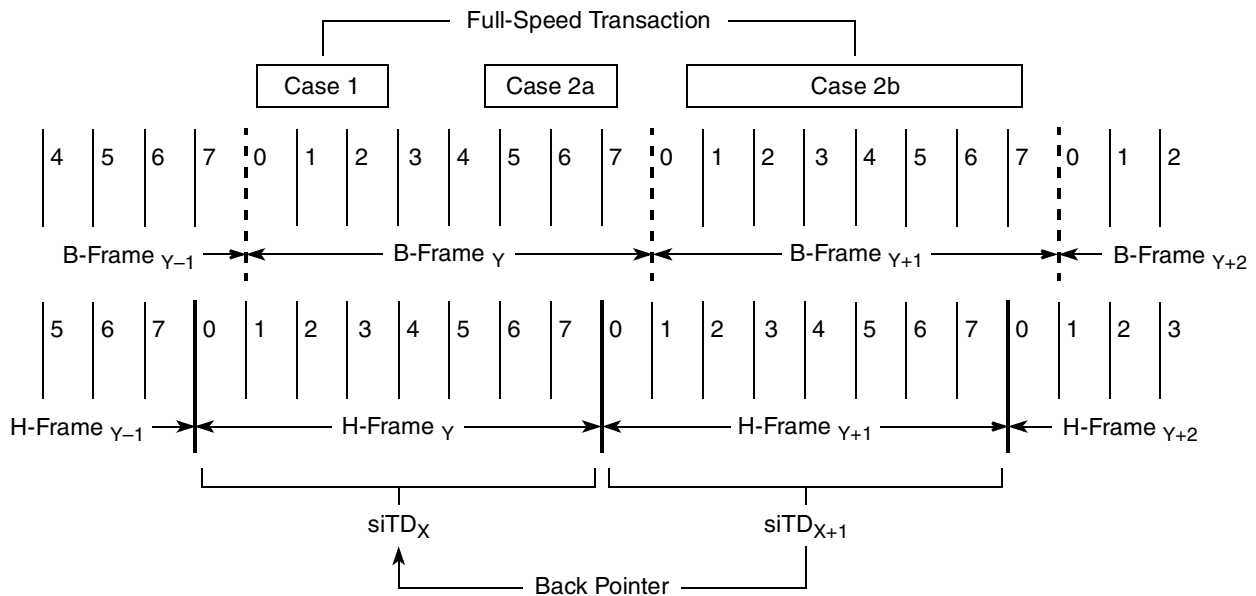 Full-Speed Transaction
Case 1 Case 2a Case 2b
4 5 6 7 0 1 2 3 4 5 6 7 0 1 2 3 4 5 6 7 0 1 2
B-Frame Y–1 B-Frame Y B-Frame Y+1 B-Frame Y+2
5 6 7 0 1 2 3 4 5 6 7 0 1 2 3 4 5 6 7 0 1 2 3
H-Frame Y–1 H-Frame Y H-Frame Y+1 H-Frame Y+2
siTDX siTDX+1
Back Pointer